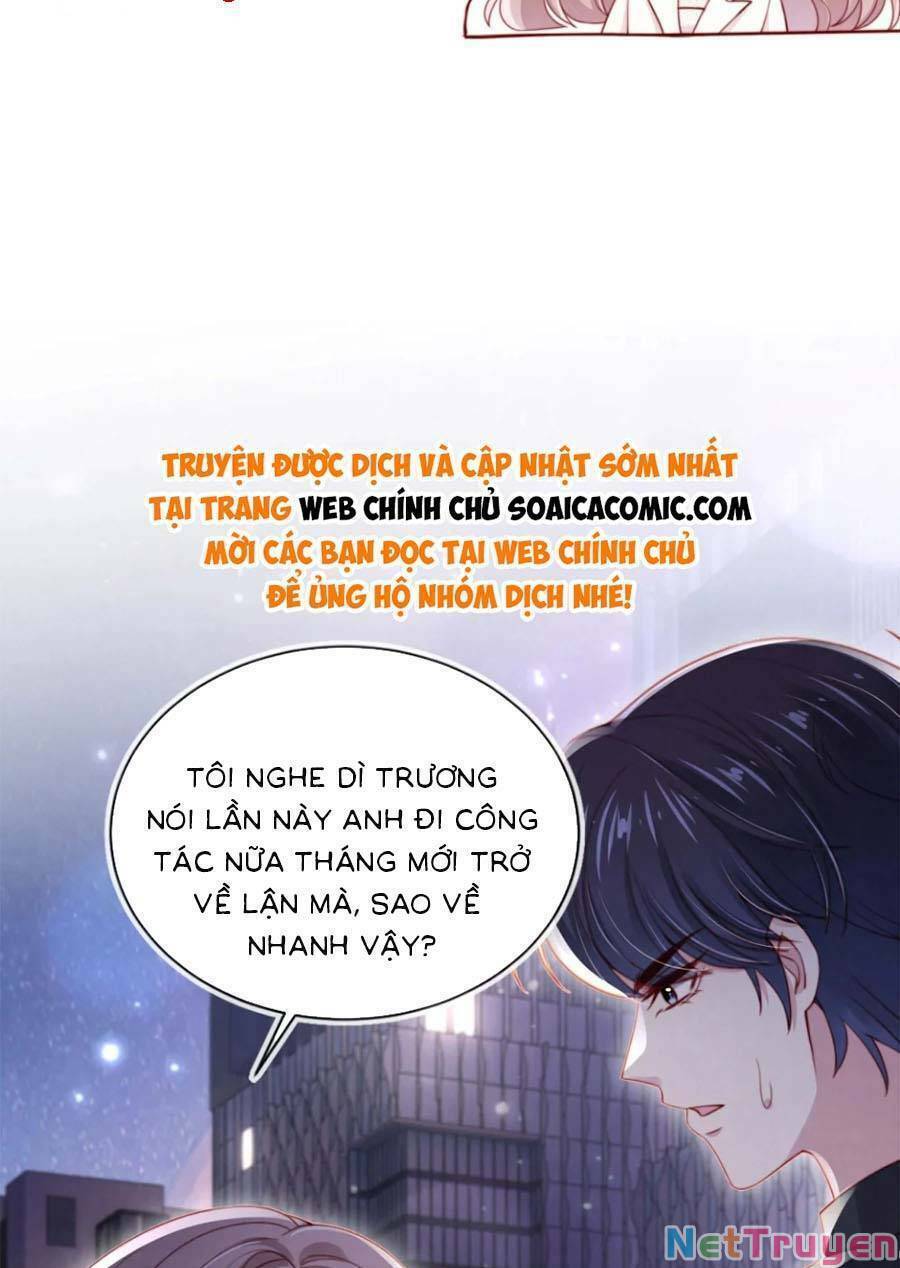 TRUYỆN ĐƯỢC DỊCH VÀ CẬP NHẬT SỚM NHẤT
TẠI TRANG WEB CHÍNH CHỦ SOAICACOMIC.COM
MỜI CÁC BẠN ĐỌC TẠI WEB CHÍNH CHỦ
ĐỂ ỦNG HỘ NHÓM DỊCH NHÉ!
TÔI NGHE DÌ TRƯƠNG
NÓI LẦN NÀY ANH ĐI CÔNG
TÁC NỮA THÁNG MỚI TRỞ
VỀ LẬN MÀ, SAO VỀ
NHANH VẬY?
NetTruyen